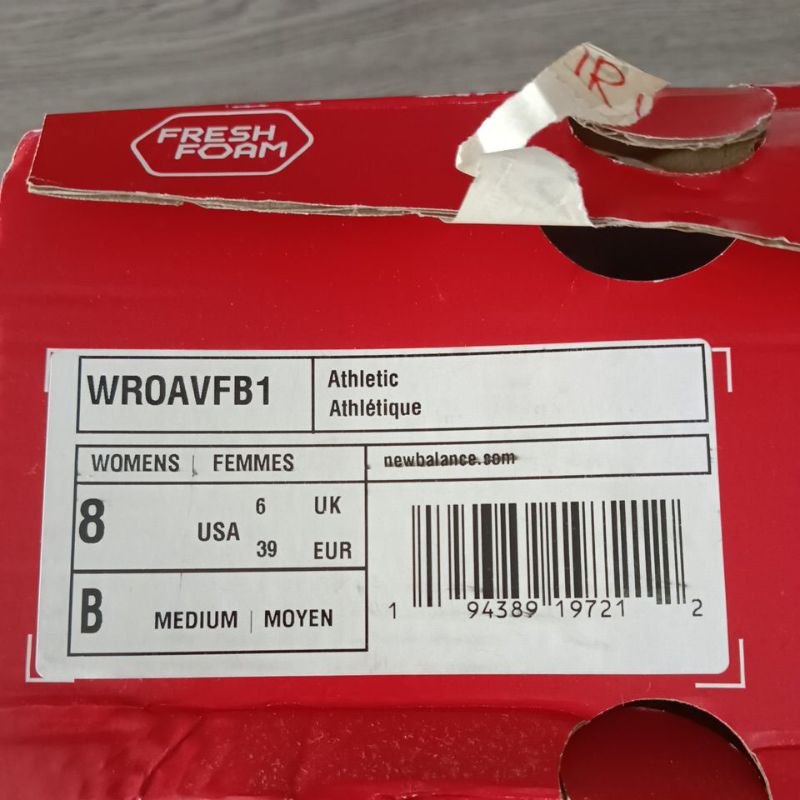 FRESH
FOAM
1R
WROAVFB1
Athletic
Athlétique
WOMENS | FEMMES
newbalance.com
8 USA
6 UK
39 EUR
B MEDIUM | MOYEN
1 94389 19721 2